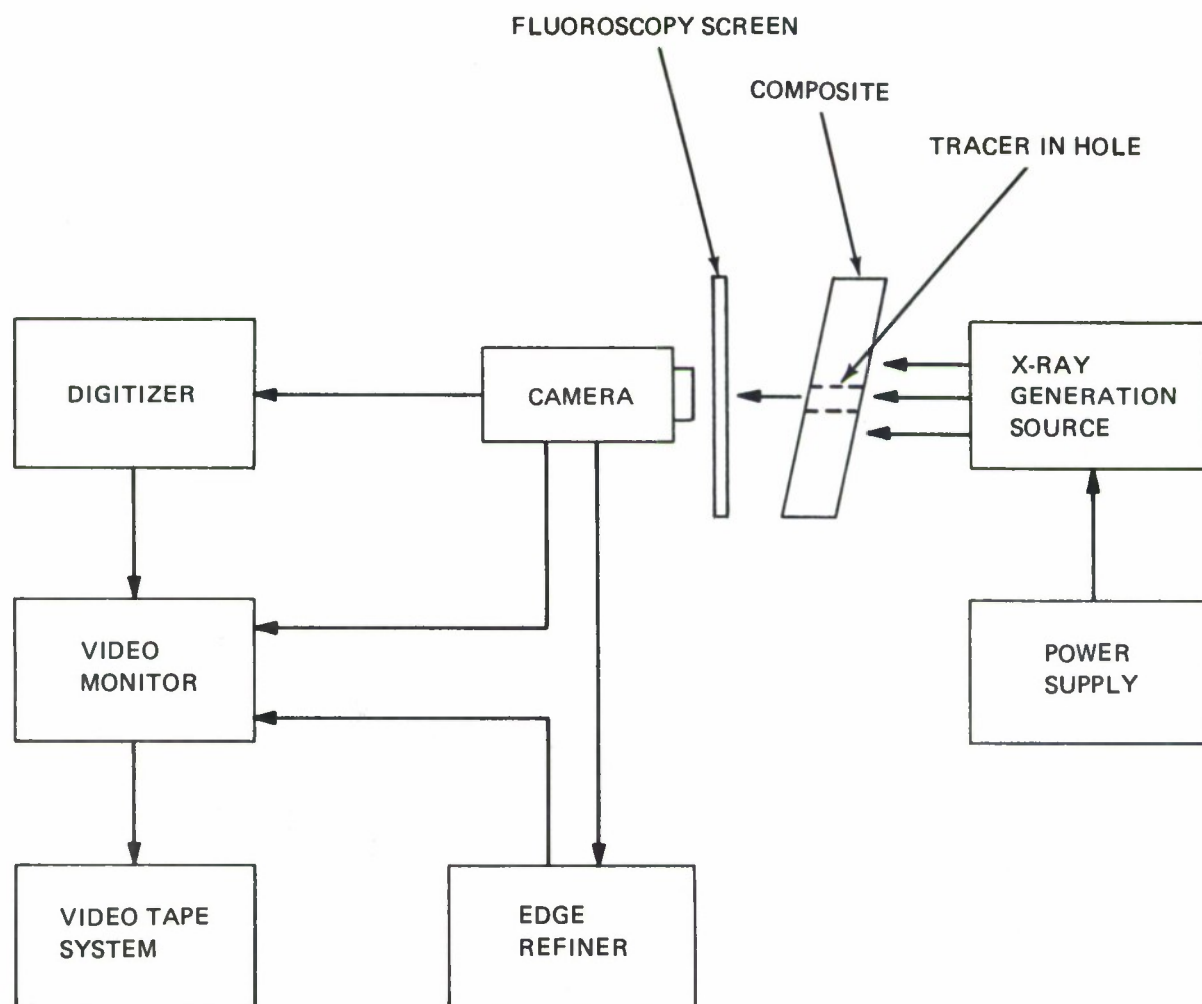 FLUOROSCOPY SCREEN
COMPOSITE
TRACER IN HOLE
DIGITIZER
CAMERA
X-RAY
GENERATION
SOURCE
VIDEO
MONITOR
POWER
SUPPLY
VIDEO TAPE
SYSTEM
EDGE
REFINER